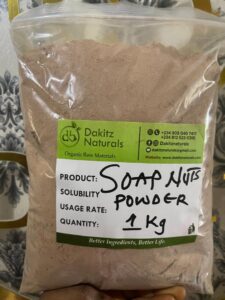 Dakitz
Naturals
Organic Raw Materials
Dakitznaturals
PRODUCT: SOAP NUTS
SOLUBILITY POWDER
USAGE RATE:
QUANTITY: 1 Kg
Better Ingredients, Better Life.